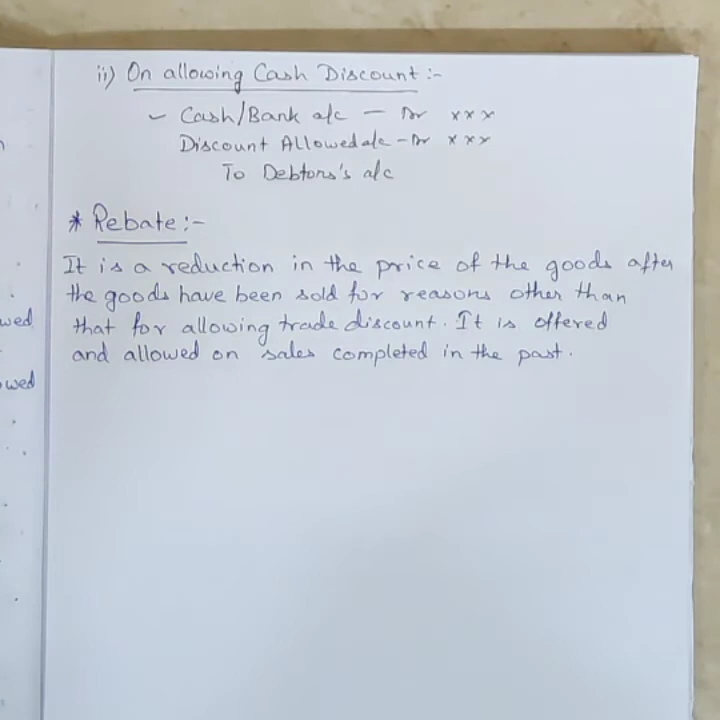 ii) On allowing Cash Discount :-
- Cash/Bank a/c - Dr xxx
Discount Allowed a/c - Dr xxx
To Debtors's a/c
* Rebate :-
It is a reduction in the price of the goods after
the goods have been sold for reasons other than
wed
that for allowing trade discount. It is offered
and allowed on sales completed in the past.
owed